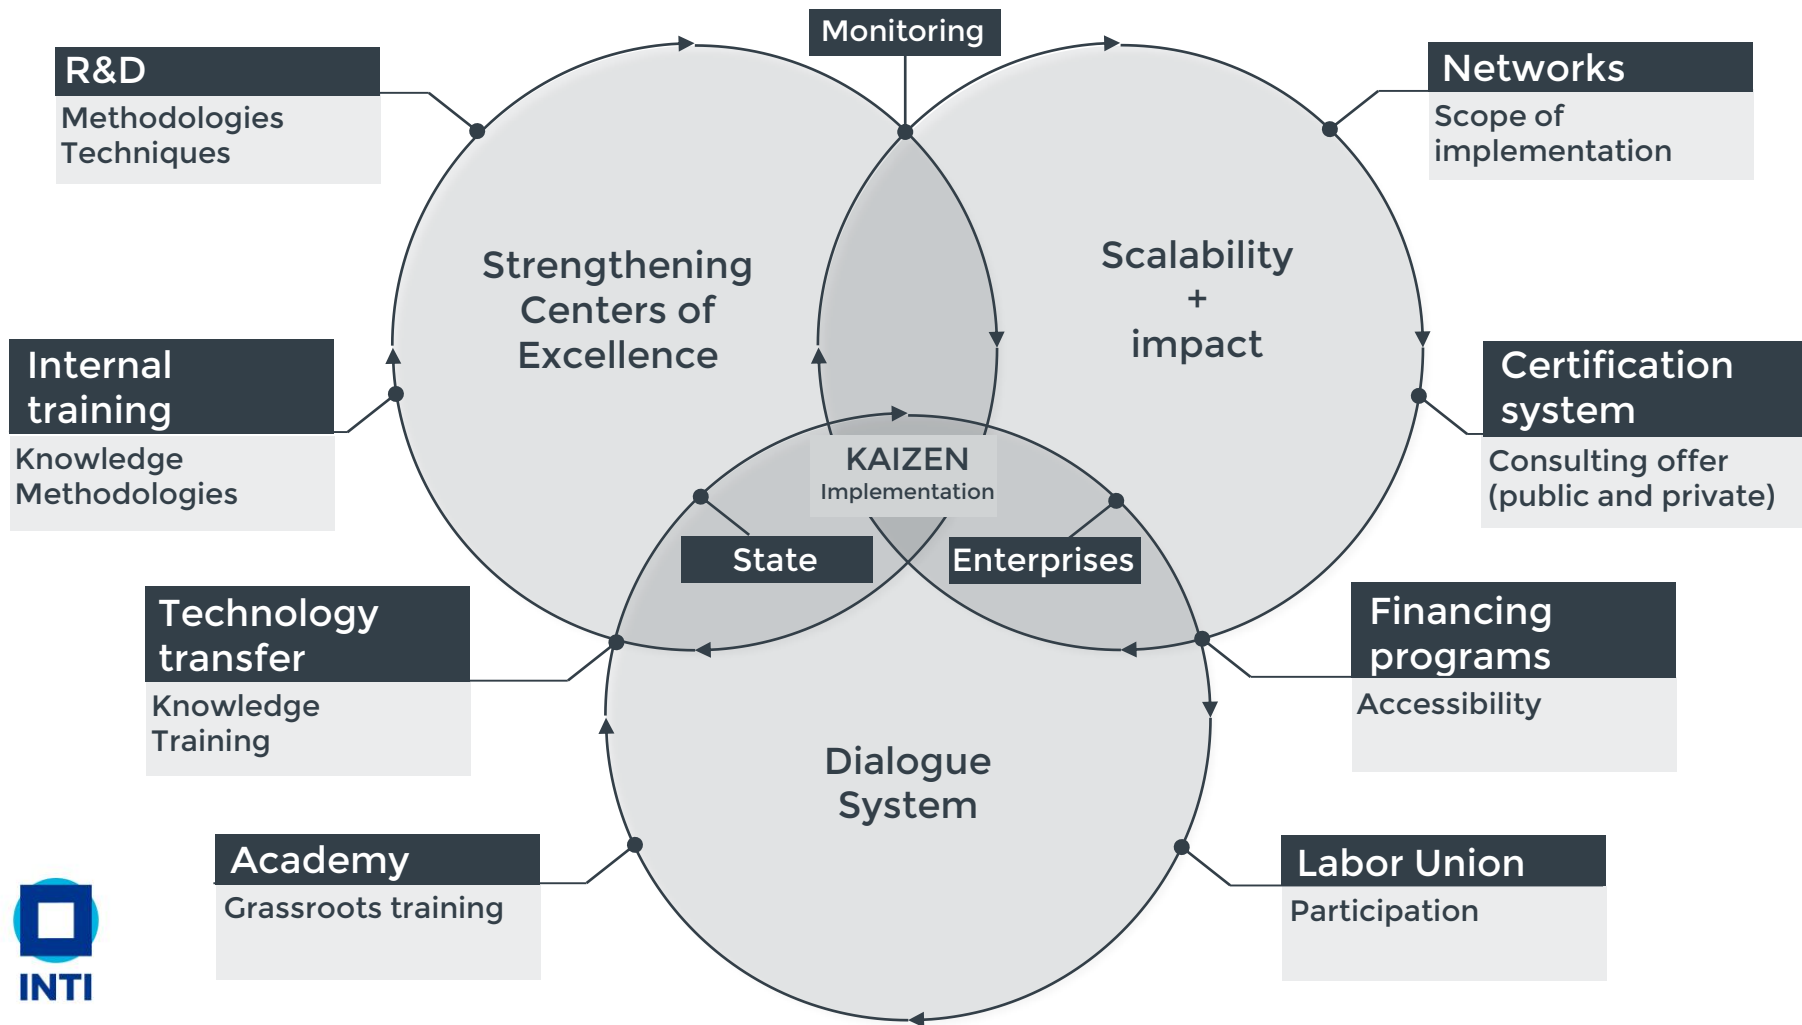 Monitoring
R&D
Methodologies
Techniques
Networks
Scope of
implementation
Strengthening
Centers of
Excellence
Scalability
+
impact
Internal
training
Knowledge
Methodologies
Certification
system
Consulting offer
(public and private)
KAIZEN
Implementation
State
Enterprises
Technology
transfer
Knowledge
Training
Financing
programs
Accessibility
Dialogue
System
Academy
Grassroots training
Labor Union
Participation
INTI